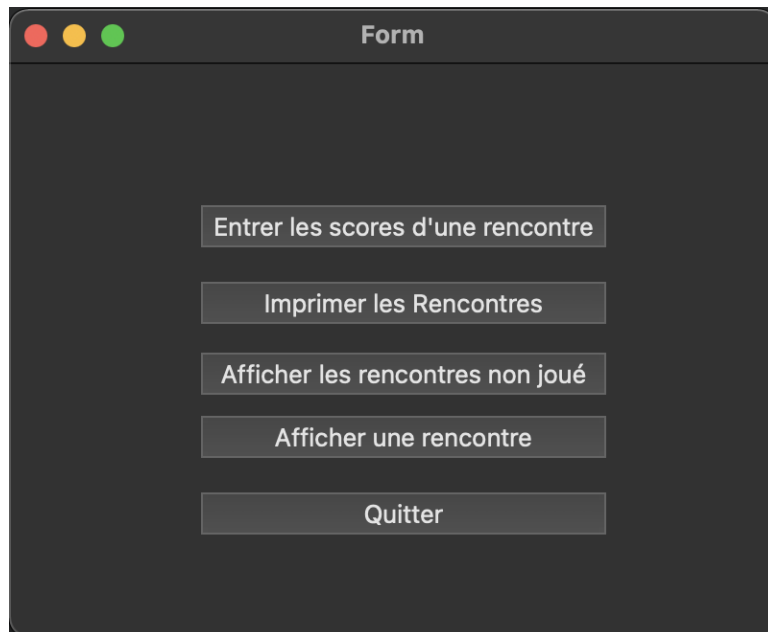 Form
Entrer les scores d'une rencontre
Imprimer les Rencontres
Afficher les rencontres non joué
Afficher une rencontre
Quitter